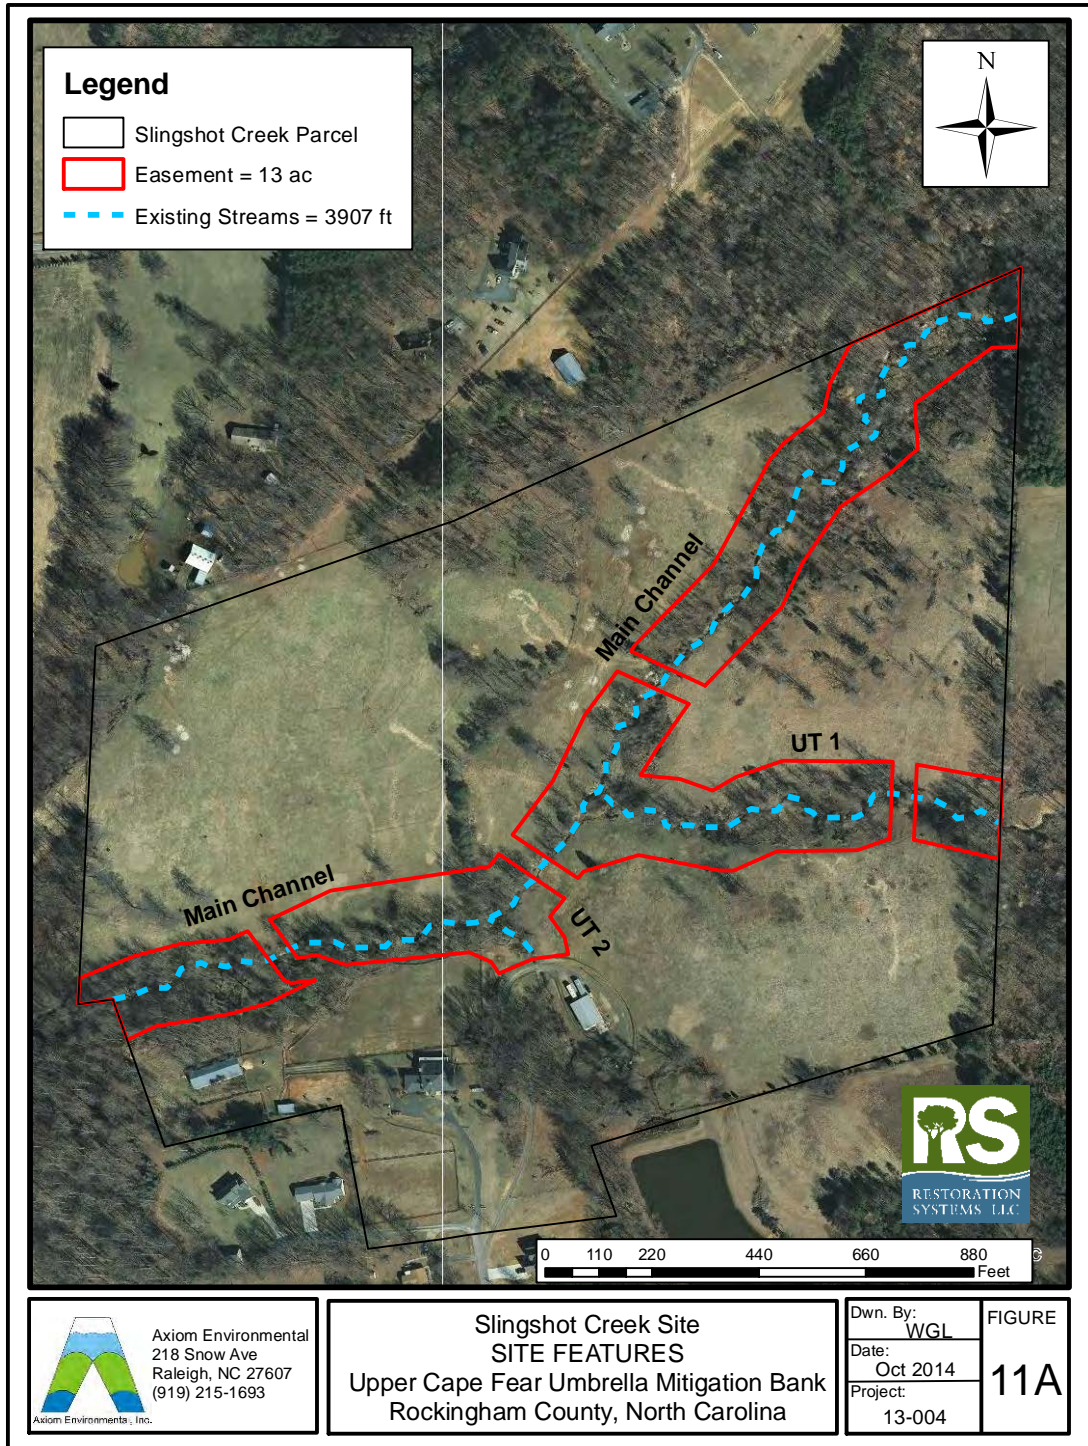 Legend
Slingshot Creek Parcel
Easement = 13 ac
Existing Streams = 3907 ft
N
Main Channel
UT 1
Main Channel
UT 2
RS
RESTORATION
SYSTEMS LLC
0 110 220 440 660 880
Feet
Axiom Environmental
218 Snow Ave
Raleigh, NC 27607
(919) 215-1693
Axiom Environmental, Inc.
Slingshot Creek Site
SITE FEATURES
Upper Cape Fear Umbrella Mitigation Bank
Rockingham County, North Carolina
Dwn. By:
WGL
Date:
Oct 2014
Project:
13-004
FIGURE
11A